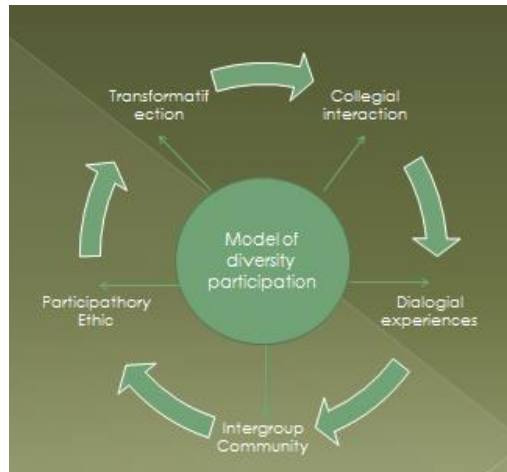 Transformatif
ection
Collegial
interaction
Model of
diversity
participation
Participathory
Ethic
Dialogial
experiences
Intergroup
Community